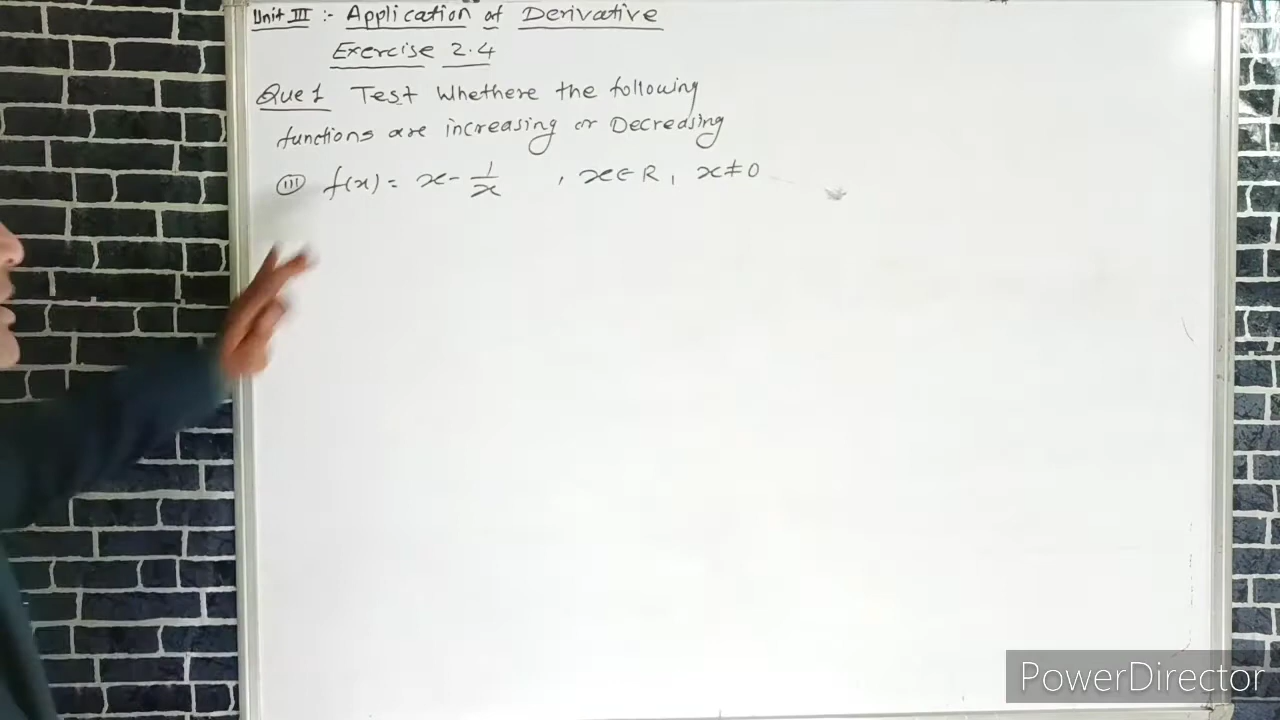 Unit III :- Application of Derivative
Exercise 2.4
Que 1 Test Whethere the following
functions are increasing or Decreasing
(III) f(x) = x - 1/x , x ∈ R, x ≠ 0
PowerDirector